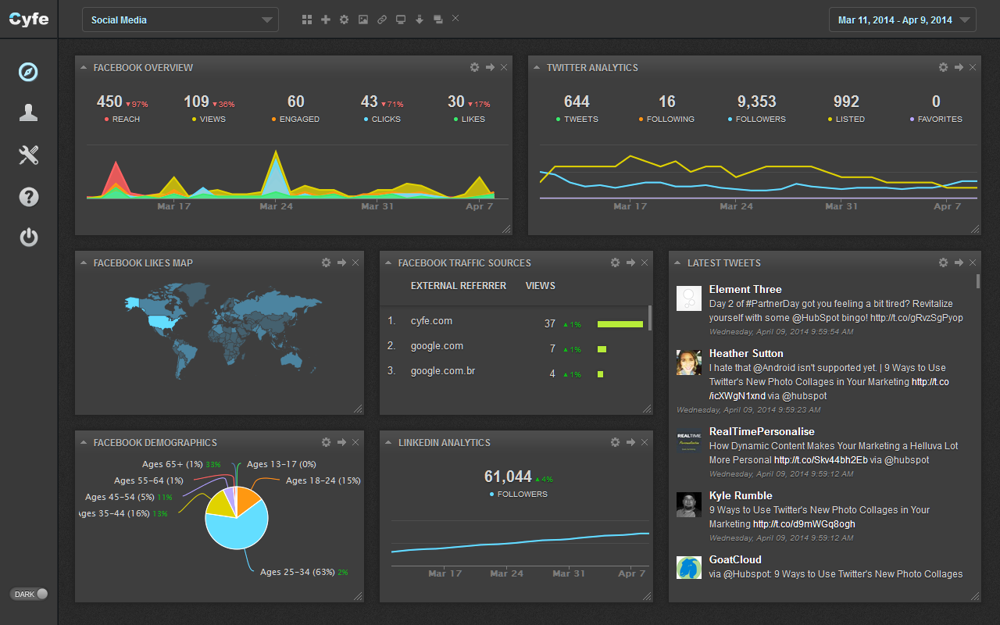 Cyfe
Social Media
Mar 11, 2014 - Apr 9, 2014
FACEBOOK OVERVIEW
450 ▼97%
109 ▼36%
60
43 ▼71%
30 ▼17%
REACH
VIEWS
ENGAGED
CLICKS
LIKES
Mar 17
Mar 24
Mar 31
Apr 7
TWITTER ANALYTICS
644
16
9,353
992
0
TWEETS
FOLLOWING
FOLLOWERS
LISTED
FAVORITES
Mar 17
Mar 24
Mar 31
Apr 7
FACEBOOK LIKES MAP
FACEBOOK TRAFFIC SOURCES
EXTERNAL REFERRER VIEWS
1. cyfe.com 37 ▲1%
2. google.com 7 ▲1%
3. google.com.br 4 ▲1%
LATEST TWEETS
Element Three
Day 2 of #PartnerDay got you feeling a bit tired? Revitalize
yourself with some @HubSpot bingo! http://t.co/gRvzSgPyop
Wednesday, April 09, 2014 9:59:54 AM
Heather Sutton
I hate that @Android isn't supported yet. | 9 Ways to Use
Twitter's New Photo Collages in Your Marketing http://t.co
/icXWgN1xnd via @hubspot
Wednesday, April 09, 2014 9:59:23 AM
REALTIME
RealTimePersonalise
How Dynamic Content Makes Your Marketing a Helluva Lot
More Personal http://t.co/Skv44bh2Eb via @hubspot
Wednesday, April 09, 2014 9:59:12 AM
Kyle Rumble
9 Ways to Use Twitter's New Photo Collages in Your
Marketing http://t.co/d9mWGq8ogh
Wednesday, April 09, 2014 9:59:12 AM
GoatCloud
via @Hubspot: 9 Ways to Use Twitter's New Photo Collages
FACEBOOK DEMOGRAPHICS
Ages 65+ (1%) 33%
Ages 13-17 (0%)
Ages 55-64 (1%)
Ages 18-24 (15%)
Ages 45-54 (5%) 11%
Ages 35-44 (16%) 13%
Ages 25-34 (63%) 2%
LINKEDIN ANALYTICS
61,044 ▲4%
FOLLOWERS
Mar 17
Mar 24
Mar 31
Apr 7
DARK